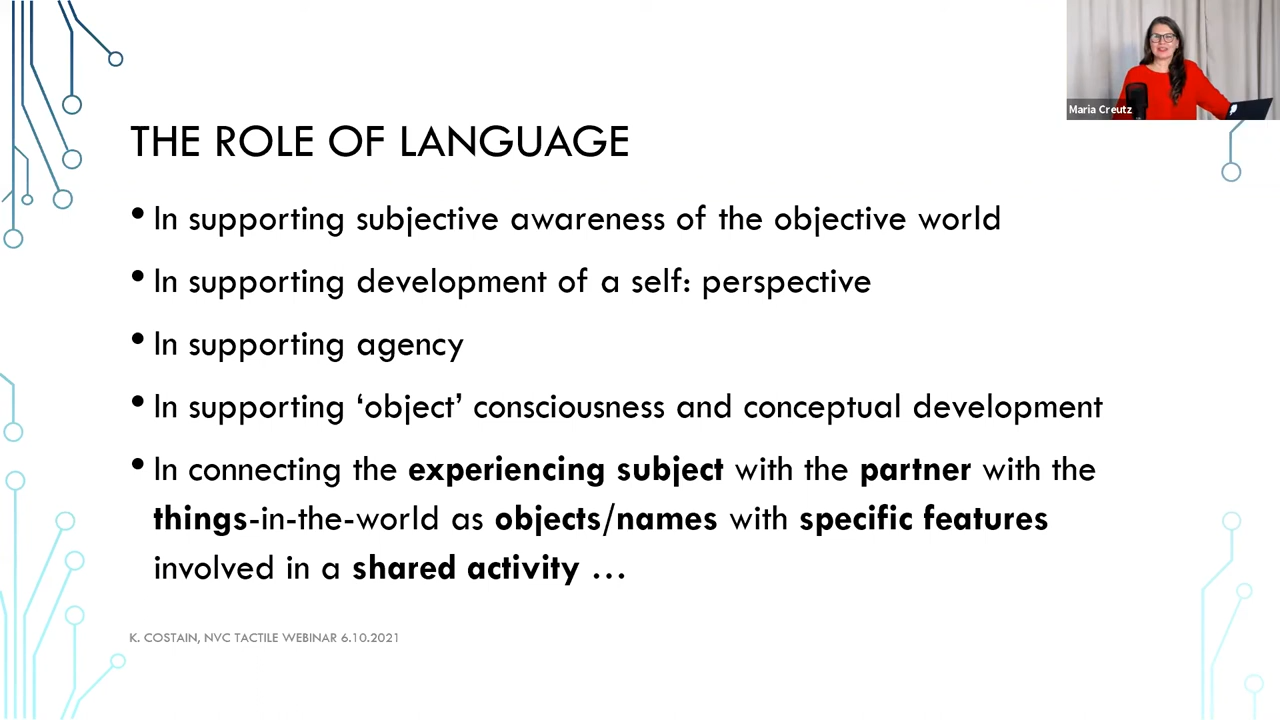 Maria Creutz
THE ROLE OF LANGUAGE
• In supporting subjective awareness of the objective world
• In supporting development of a self: perspective
• In supporting agency
• In supporting ‘object’ consciousness and conceptual development
• In connecting the experiencing subject with the partner with the
things-in-the-world as objects/names with specific features
involved in a shared activity …
K. COSTAIN, NVC TACTILE WEBINAR 6.10.2021